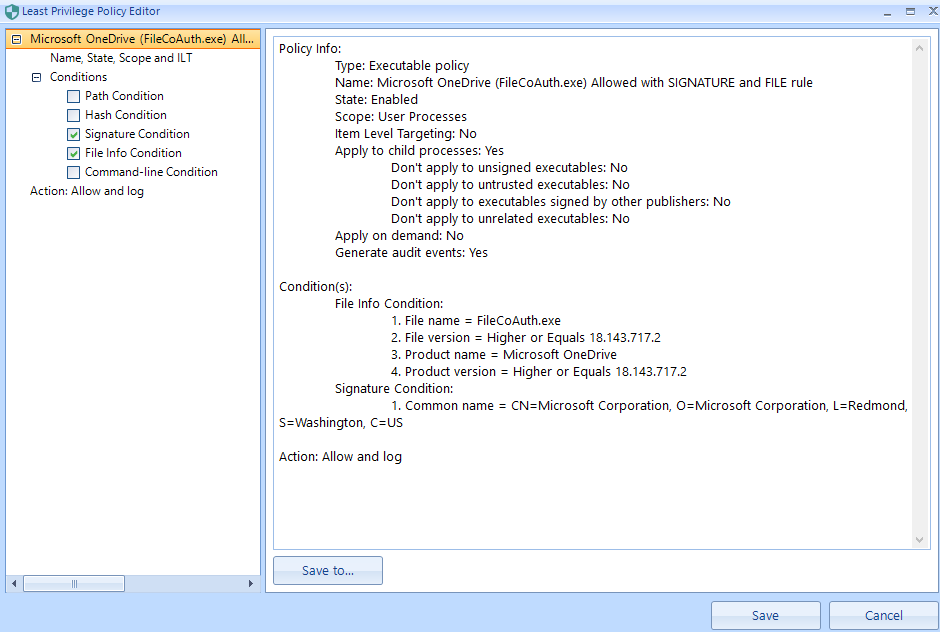 Least Privilege Policy Editor
Microsoft OneDrive (FileCoAuth.exe) All...
Name, State, Scope and ILT
Conditions
Path Condition
Hash Condition
Signature Condition
File Info Condition
Command-line Condition
Action: Allow and log
Policy Info:
Type: Executable policy
Name: Microsoft OneDrive (FileCoAuth.exe) Allowed with SIGNATURE and FILE rule
State: Enabled
Scope: User Processes
Item Level Targeting: No
Apply to child processes: Yes
Don't apply to unsigned executables: No
Don't apply to untrusted executables: No
Don't apply to executables signed by other publishers: No
Don't apply to unrelated executables: No
Apply on demand: No
Generate audit events: Yes
Condition(s):
File Info Condition:
1. File name = FileCoAuth.exe
2. File version = Higher or Equals 18.143.717.2
3. Product name = Microsoft OneDrive
4. Product version = Higher or Equals 18.143.717.2
Signature Condition:
1. Common name = CN=Microsoft Corporation, O=Microsoft Corporation, L=Redmond,
S=Washington, C=US
Action: Allow and log
Save to...
Save
Cancel